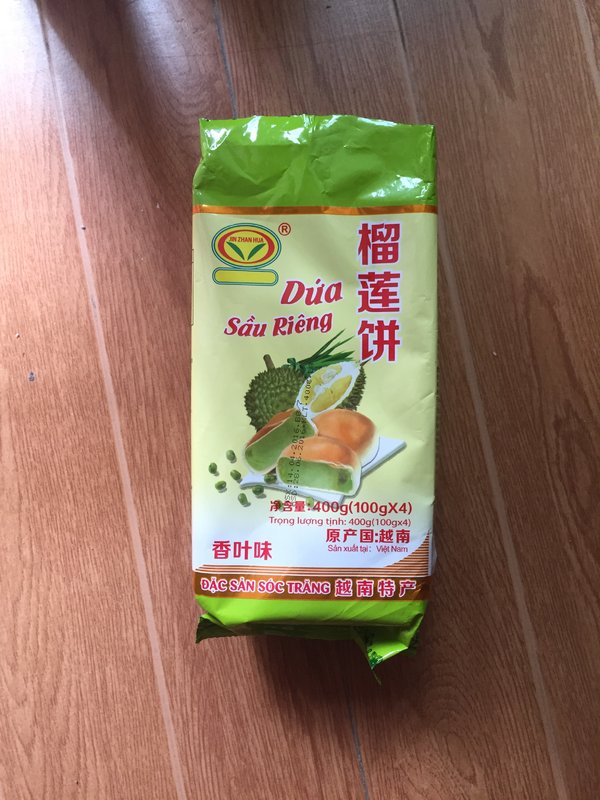 JIN ZHAN HUA
®
榴莲饼
Dứa
Sầu Riêng
净含量:400g(100gX4)
Trọng lượng tịnh: 400g(100gx4)
原产国:越南
Sản xuất tại: Việt Nam
香叶味
ĐẶC SẢN SÓC TRĂNG 越南特产